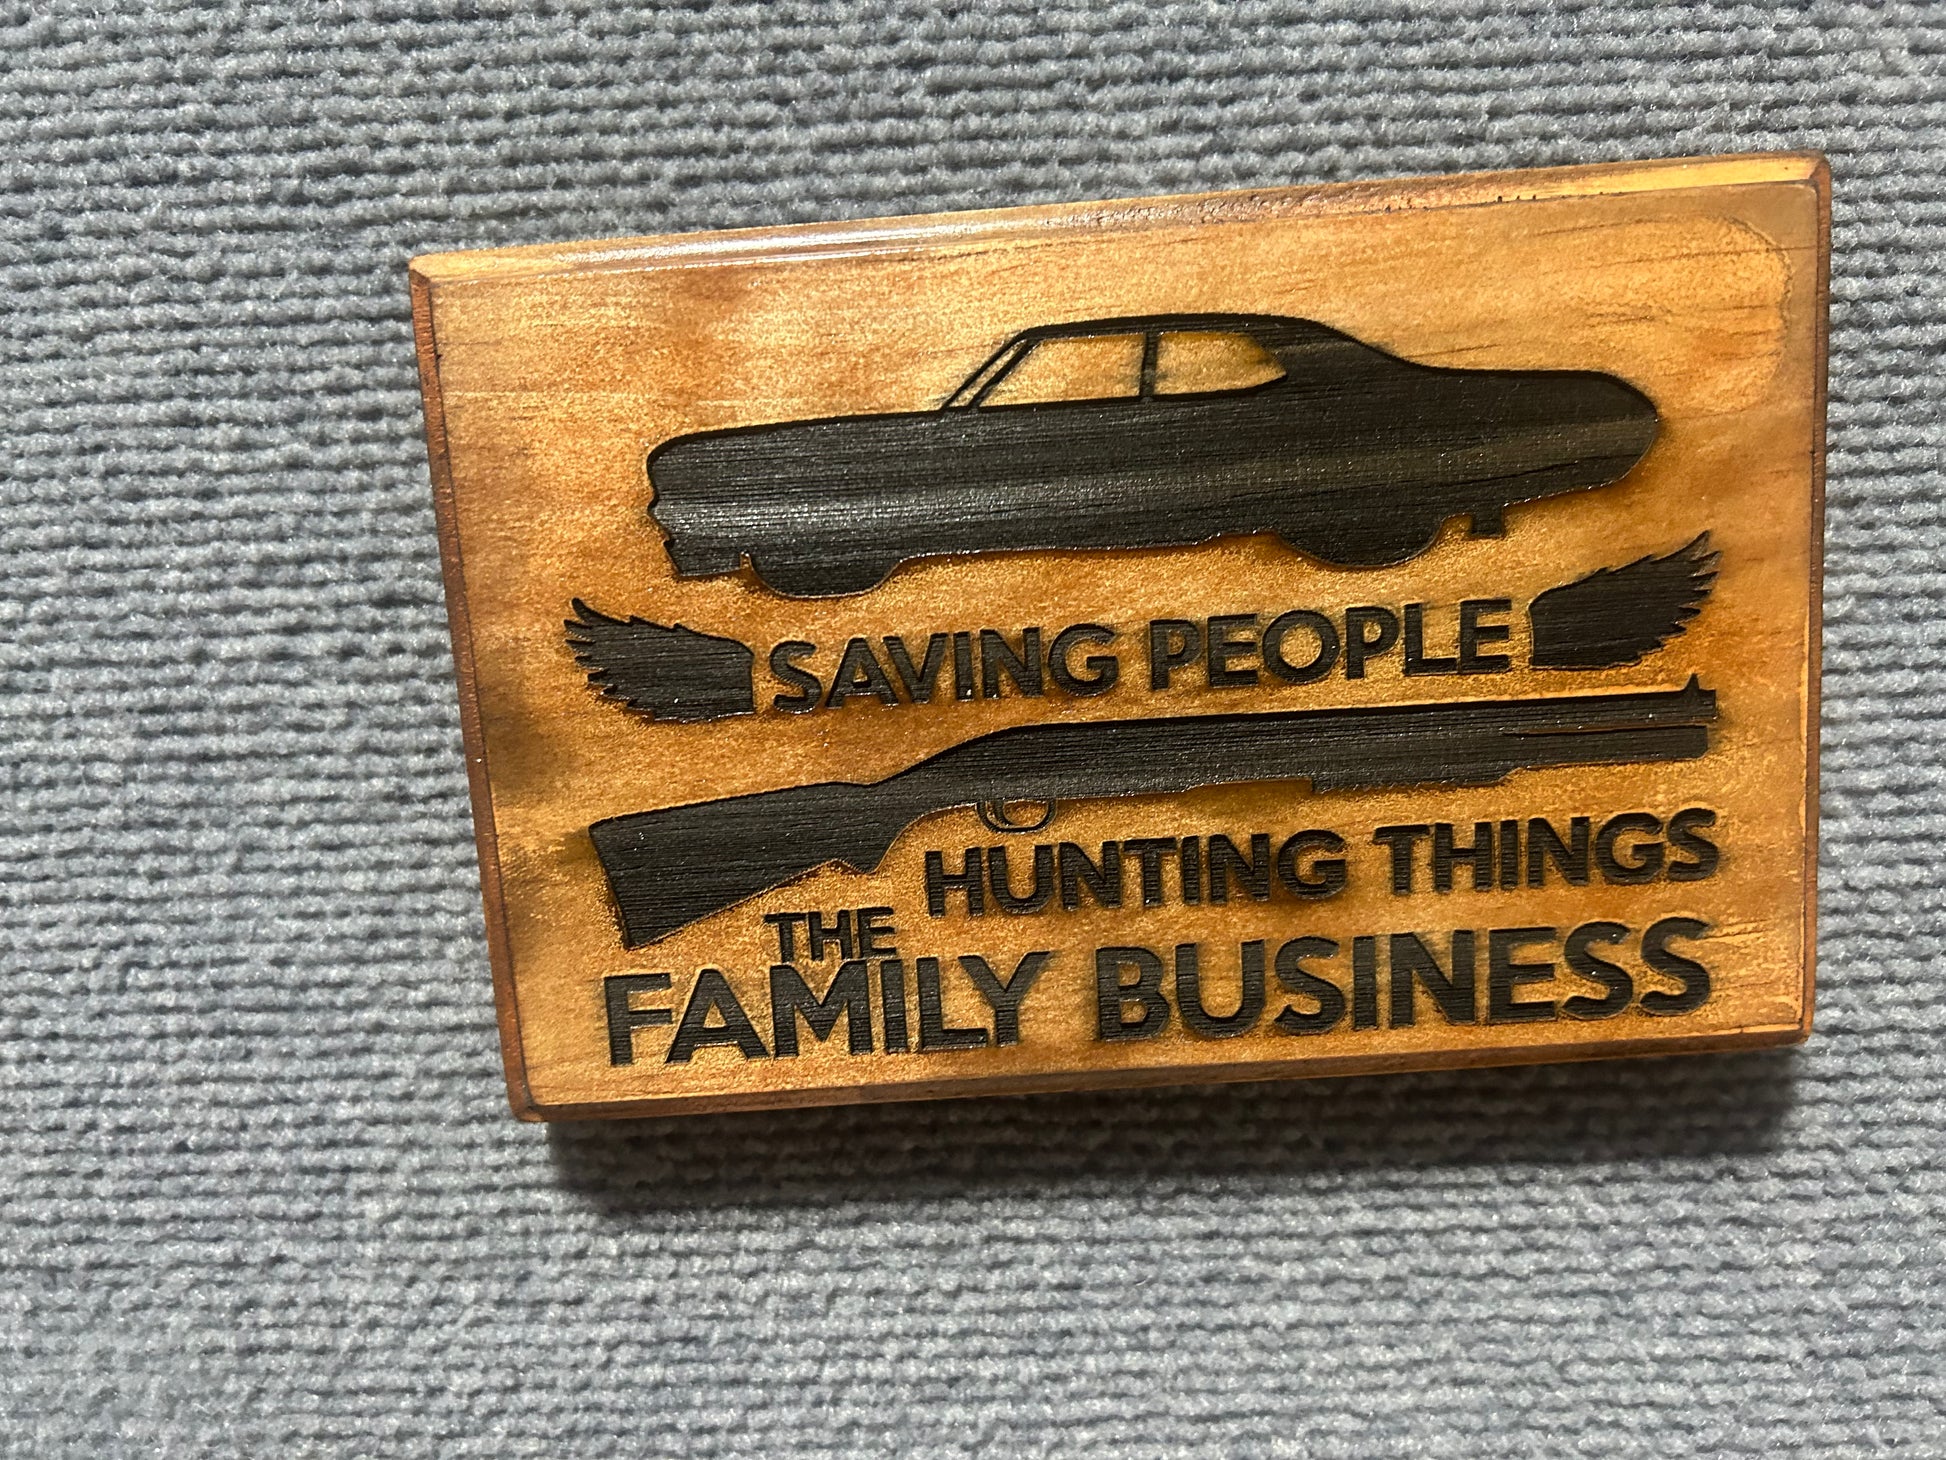 SAVING PEOPLE
HUNTING THINGS
THE
FAMILY BUSINESS